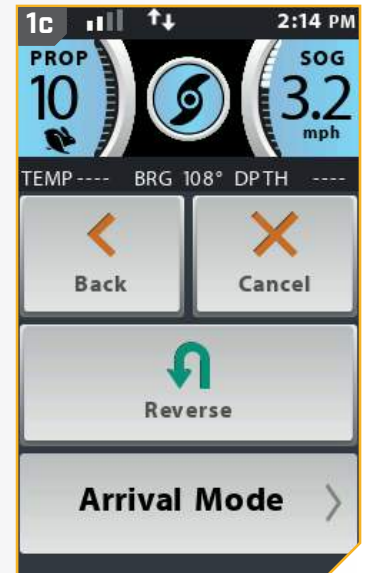 1c 2:14 PM
PROP SOG
10 3.2
mph
TEMP ---- BRG 108° DPTH ----
Back Cancel
Reverse
Arrival Mode